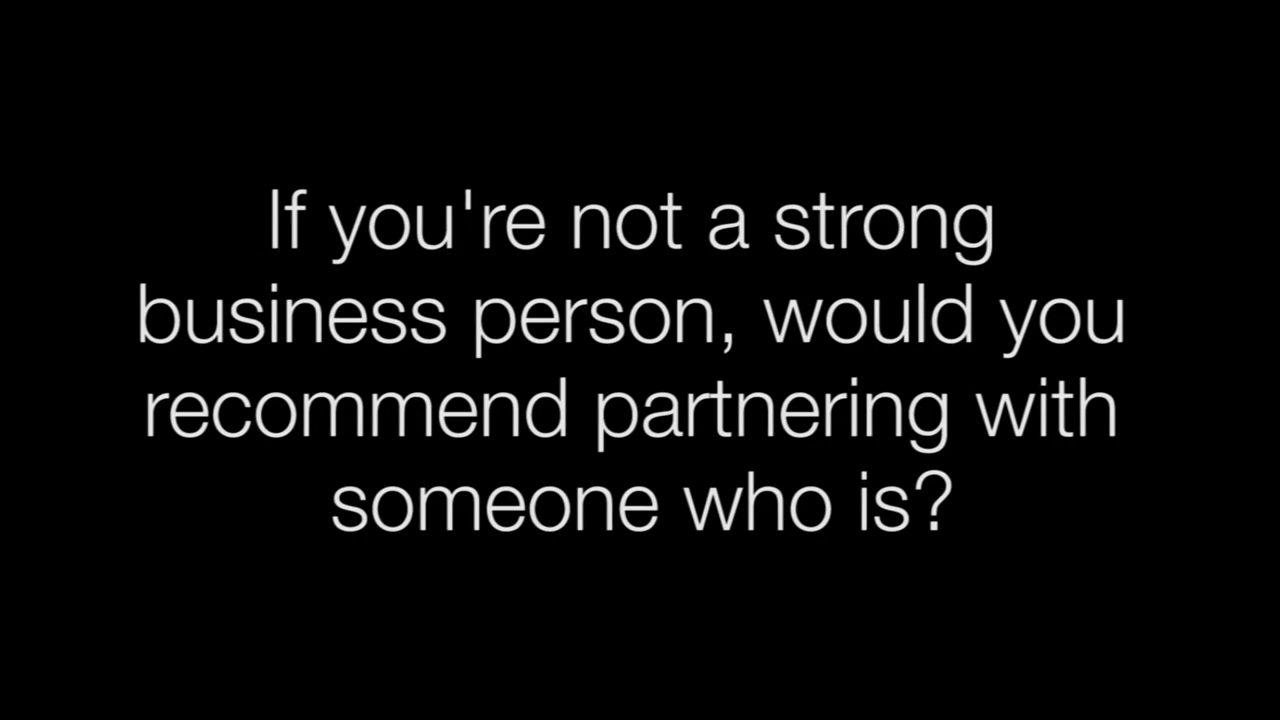 If you're not a strong
business person, would you
recommend partnering with
someone who is?